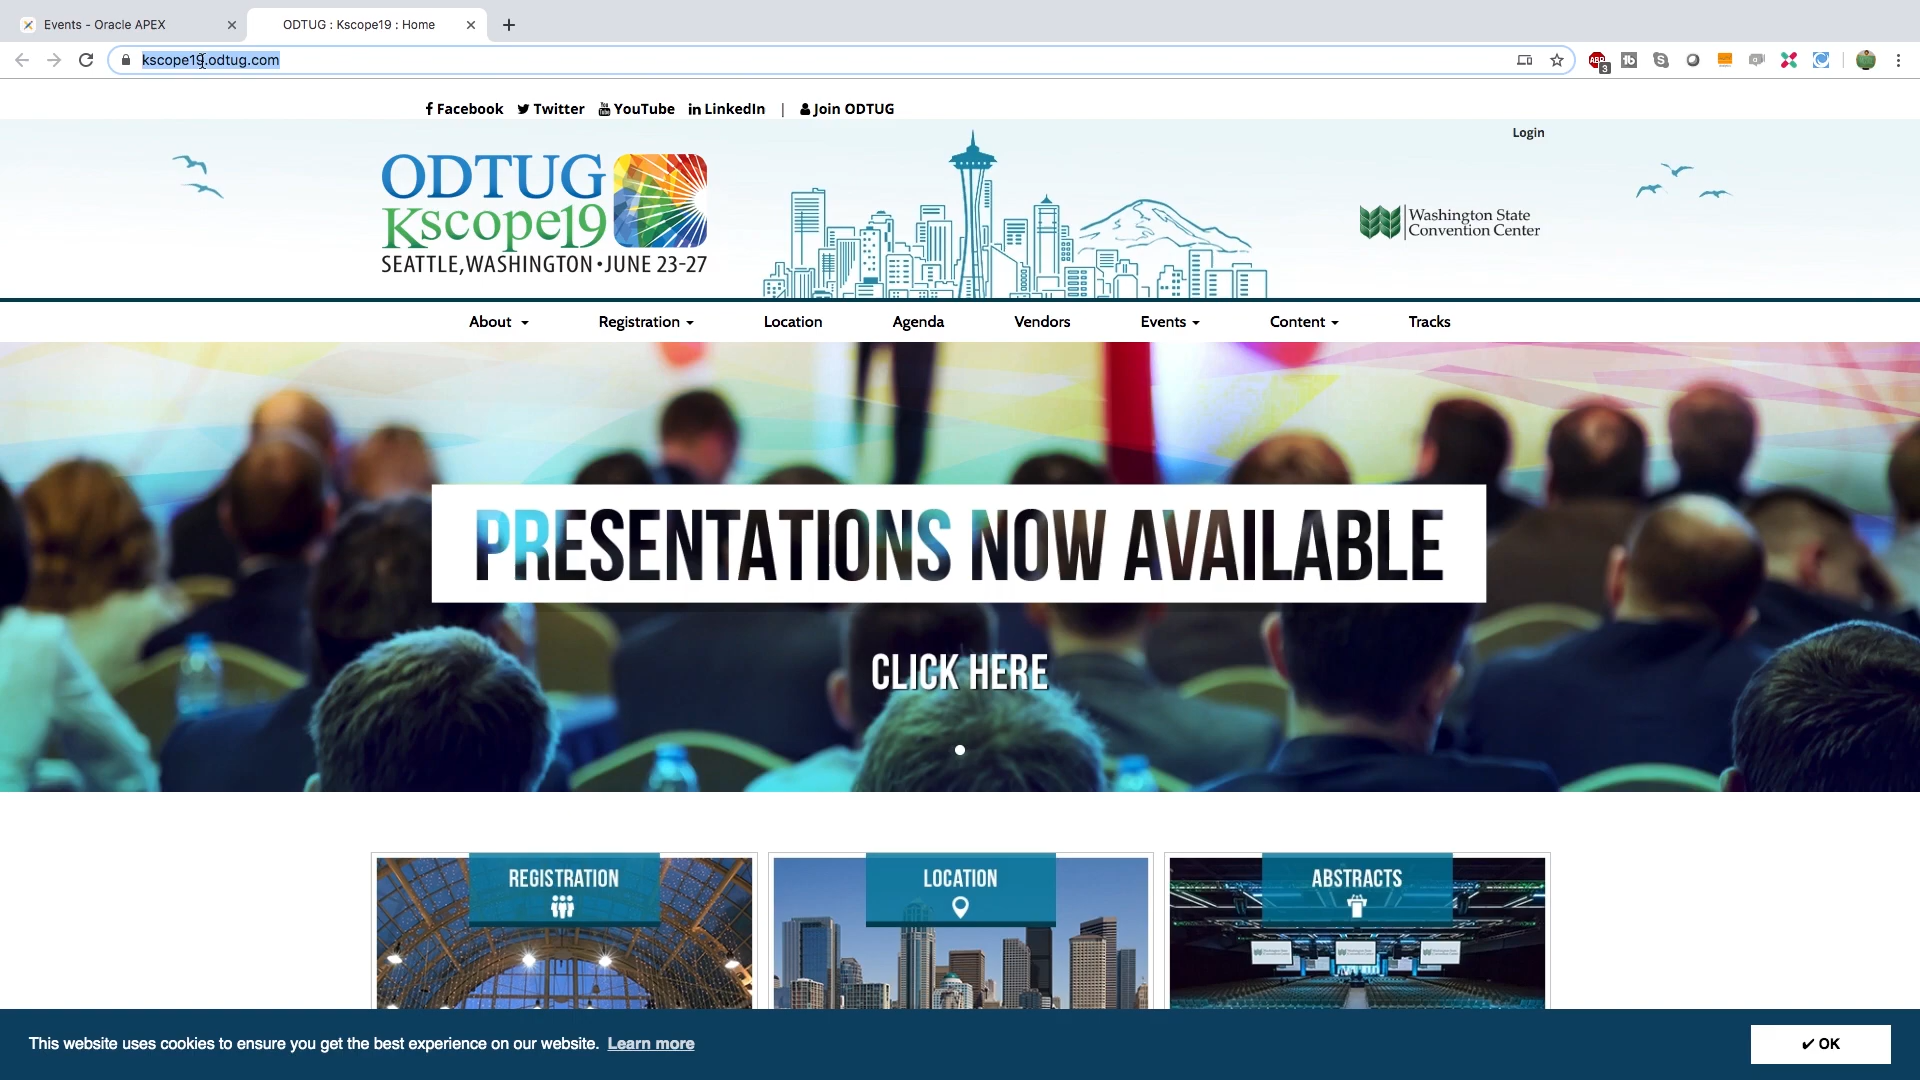 Events - Oracle APEX
ODTUG : Kscope19 : Home
kscope19.odtug.com
ABP
3
Facebook Twitter YouTube LinkedIn | Join ODTUG
Login
ODTUG
Kscope19
SEATTLE, WASHINGTON • JUNE 23-27
Washington State
Convention Center
About Registration Location Agenda Vendors Events Content Tracks
PRESENTATIONS NOW AVAILABLE
CLICK HERE
REGISTRATION
LOCATION
ABSTRACTS
This website uses cookies to ensure you get the best experience on our website. Learn more
✔ OK